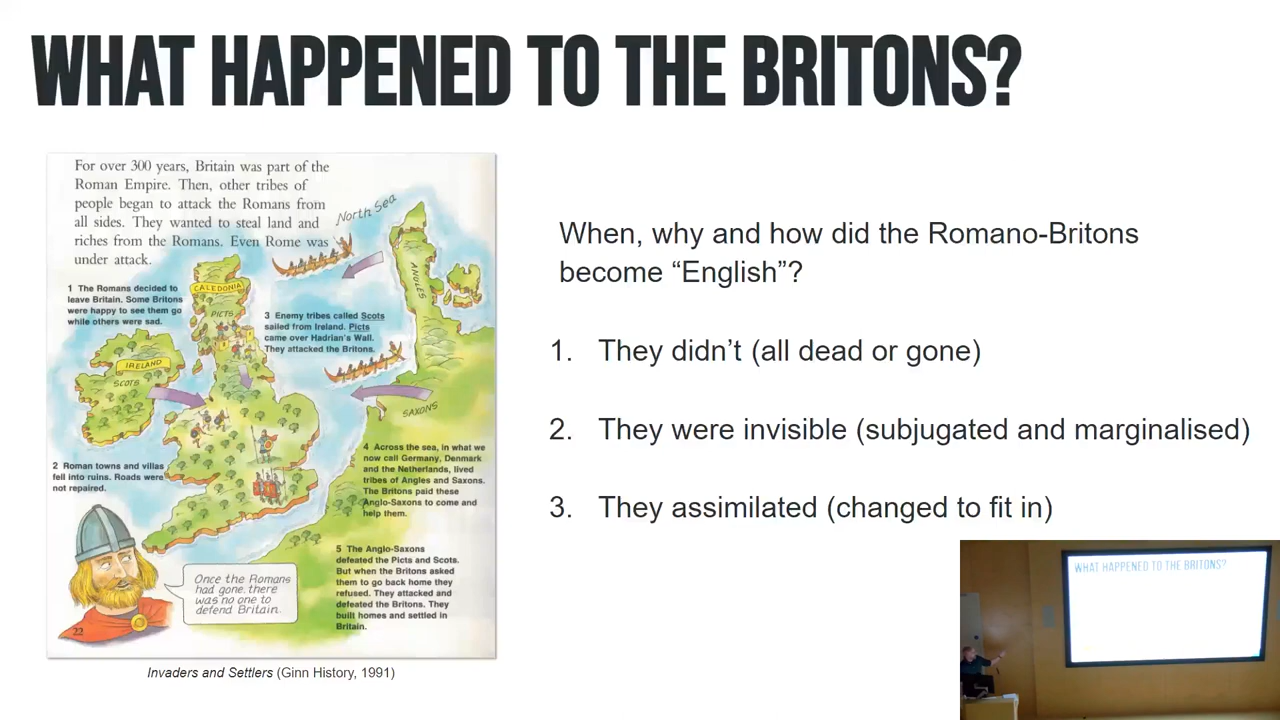 WHAT HAPPENED TO THE BRITONS?
For over 300 years, Britain was part of the
Roman Empire. Then, other tribes of
people began to attack the Romans from
all sides. They wanted to steal land and
riches from the Romans. Even Rome was
under attack.
North Sea
1 The Romans decided to
leave Britain. Some Britons
were happy to see them go
while others were sad.
CALEDONIA
PICTS
ANGLES
3 Enemy tribes called Scots
sailed from Ireland. Picts
came over Hadrian's Wall.
They attacked the Britons.
IRELAND
SCOTS
SAXONS
2 Roman towns and villas
fell into ruins. Roads were
not repaired.
4 Across the sea, in what we
now call Germany, Denmark
and the Netherlands, lived
tribes of Angles and Saxons.
The Britons paid these
Anglo-Saxons to come and
help them.
5 The Anglo-Saxons
defeated the Picts and Scots.
But when the Britons asked
them to go back home they
refused. They attacked and
defeated the Britons. They
built homes and settled in
Britain.
Once the Romans
had gone, there
was no one to
defend Britain.
22
Invaders and Settlers (Ginn History, 1991)
When, why and how did the Romano-Britons
become “English”?
1. They didn’t (all dead or gone)
2. They were invisible (subjugated and marginalised)
3. They assimilated (changed to fit in)
WHAT HAPPENED TO THE BRITONS?